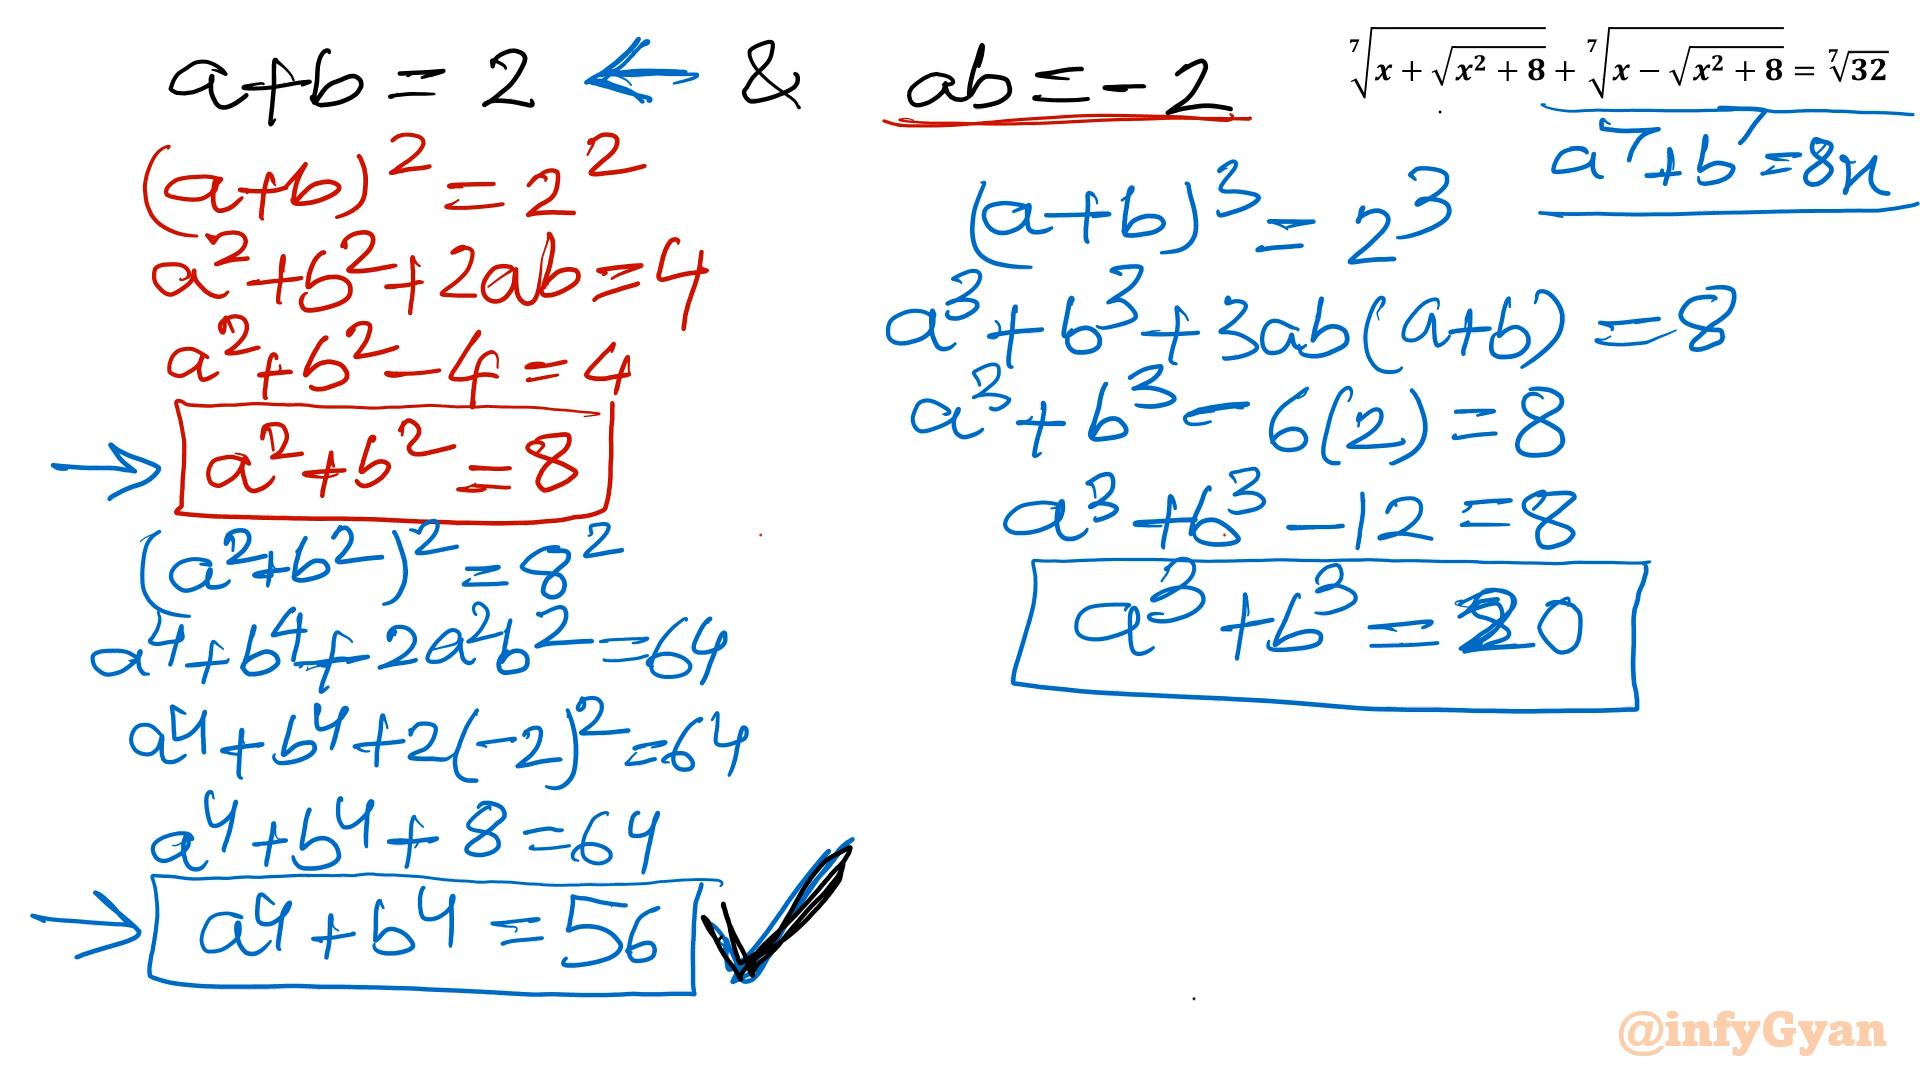 a+b = 2 ← & ab = -2
(a+b)² = 2²
a²+b²+2ab=4
a²+b²-4=4
→ a²+b² = 8
(a²+b²)² = 8²
a⁴+b⁴+2a²b²=64
a⁴+b⁴+2(-2)²=64
a⁴+b⁴+8=64
→ a⁴+b⁴=56 ✓
(a+b)³ = 2³
a³+b³+3ab(a+b) = 8
a³+b³-6(2) = 8
a³+b³-12=8
a³+b³=20
⁷√(x + √(x² + 8)) + ⁷√(x − √(x² + 8)) = ⁷√32
a⁷+b⁷=8x
@infyGyan